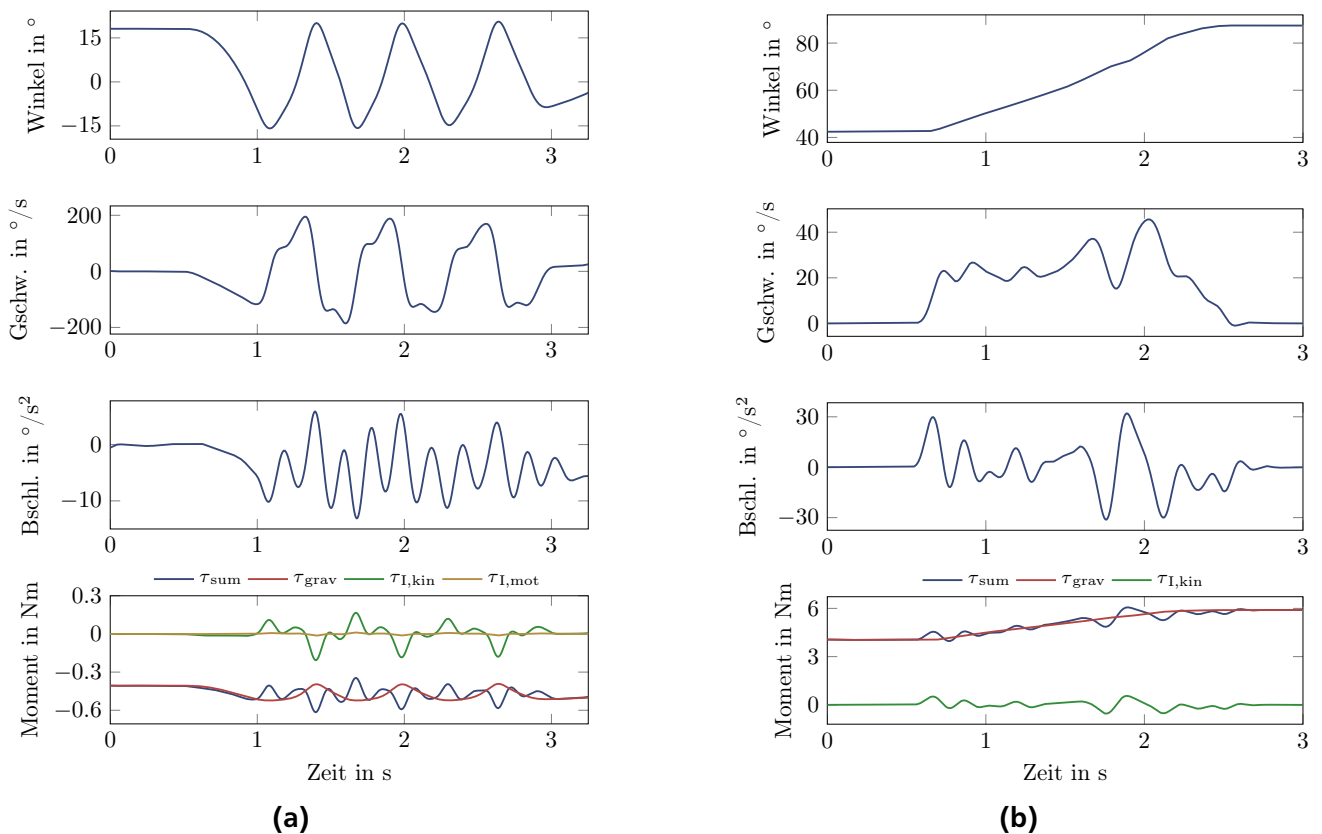 Winkel in °
15
0
−15
0 1 2 3
Gschw. in °/s
200
0
−200
0 1 2 3
Bschl. in °/s²
0
−10
0 1 2 3
τsum τgrav τI,kin τI,mot
Moment in Nm
0.3
0
−0.3
−0.6
0 1 2 3
Zeit in s
(a)
Winkel in °
80
60
40
0 1 2 3
Gschw. in °/s
40
20
0
0 1 2 3
Bschl. in °/s²
30
0
−30
0 1 2 3
τsum τgrav τI,kin
Moment in Nm
6
3
0
0 1 2 3
Zeit in s
(b)